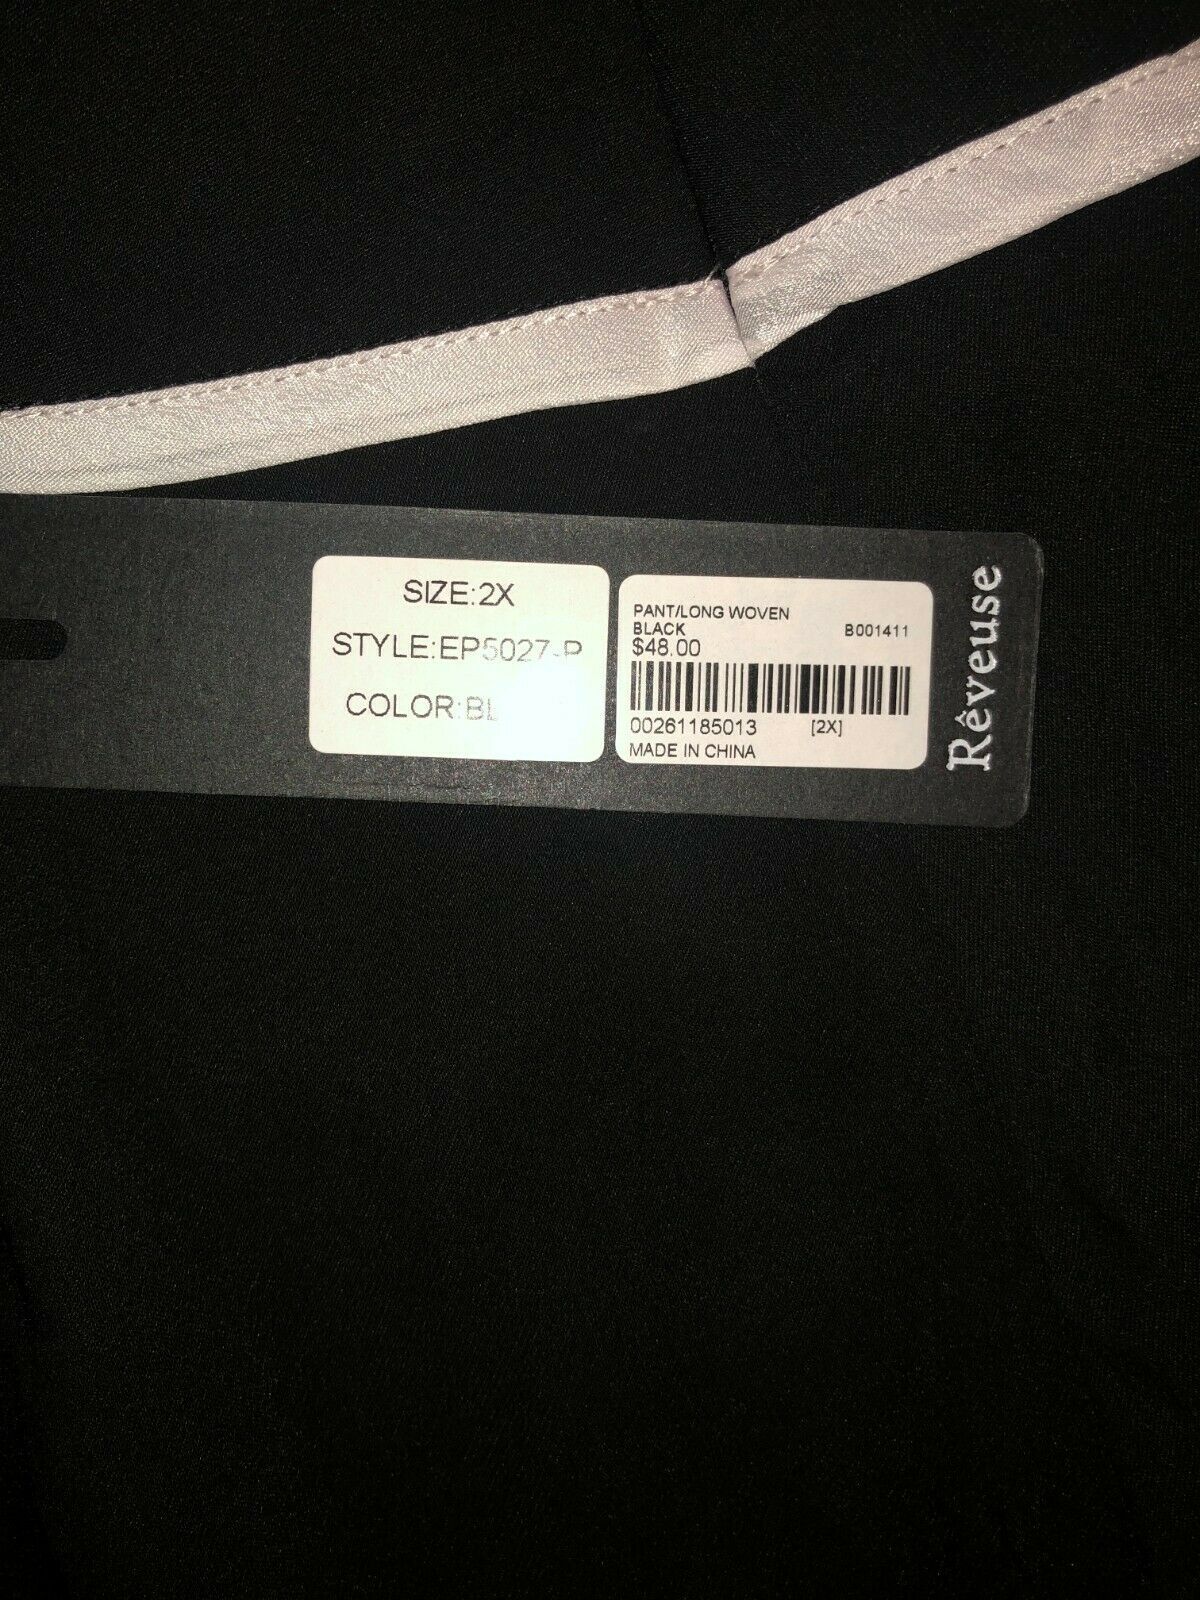 SIZE:2X
STYLE:EP5027-P
COLOR:BL
PANT/LONG WOVEN
BLACK B001411
$48.00
00261185013 [2X]
MADE IN CHINA
Rêveuse